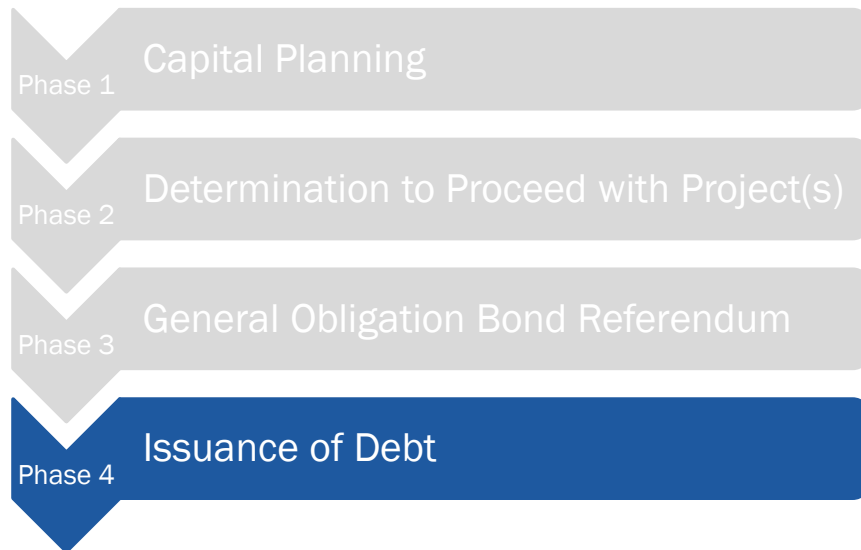 Phase 1
Capital Planning
Phase 2
Determination to Proceed with Project(s)
Phase 3
General Obligation Bond Referendum
Phase 4
Issuance of Debt